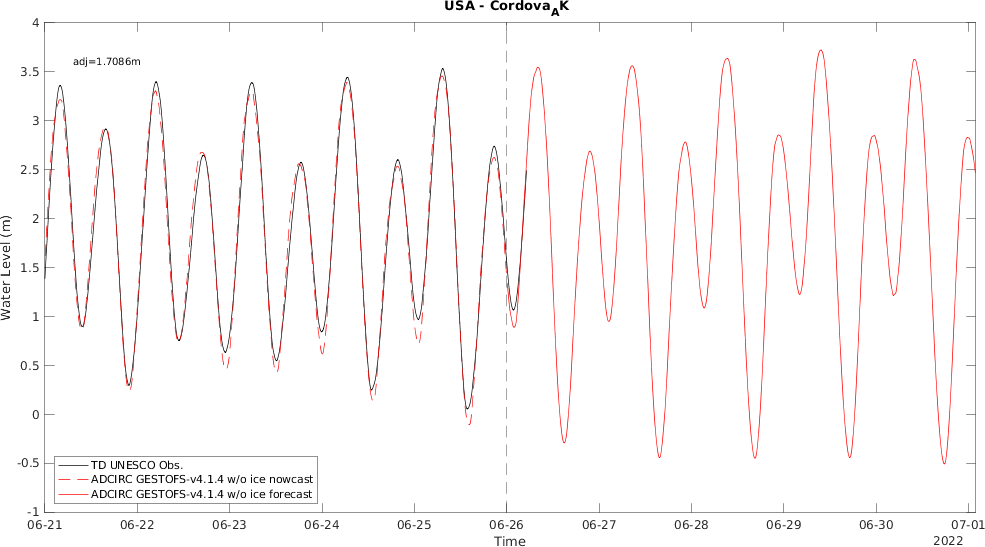 USA - Cordova_AK
adj=1.7086m
4
3.5
3
2.5
2
1.5
1
0.5
0
-0.5
-1
Water Level (m)
TD UNESCO Obs.
ADCIRC GESTOFS-v4.1.4 w/o ice nowcast
ADCIRC GESTOFS-v4.1.4 w/o ice forecast
06-21 06-22 06-23 06-24 06-25 06-26 06-27 06-28 06-29 06-30 07-01
Time
2022